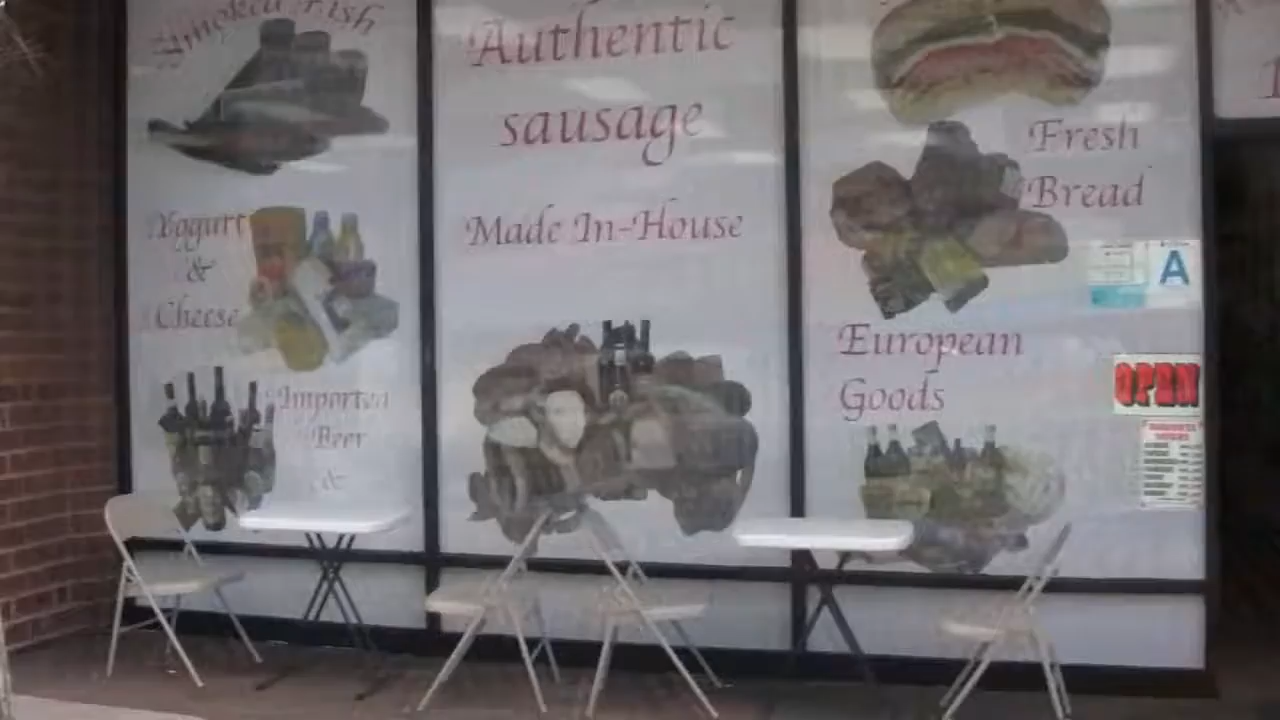 Smoked Fish
Yogurt
&
Cheese
Imported
Beer
&
Authentic
sausage
Made In-House
Fresh
Bread
European
Goods
A
OPEN